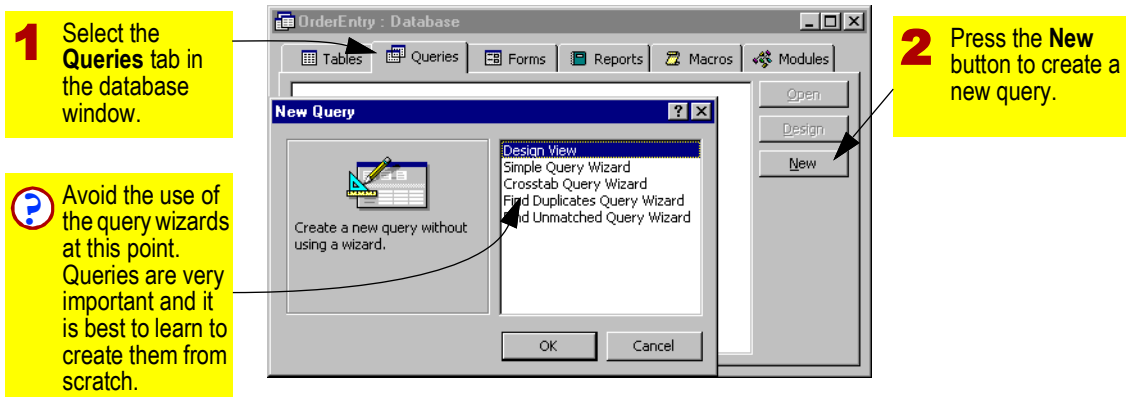 1
Select the
Queries tab in
the database
window.
OrderEntry : Database
Tables
Queries
Forms
Reports
Macros
Modules
Open
Design
New
2
Press the New
button to create a
new query.
New Query
Create a new query without
using a wizard.
Design View
Simple Query Wizard
Crosstab Query Wizard
Find Duplicates Query Wizard
Find Unmatched Query Wizard
OK
Cancel
?
Avoid the use of
the query wizards
at this point.
Queries are very
important and it
is best to learn to
create them from
scratch.